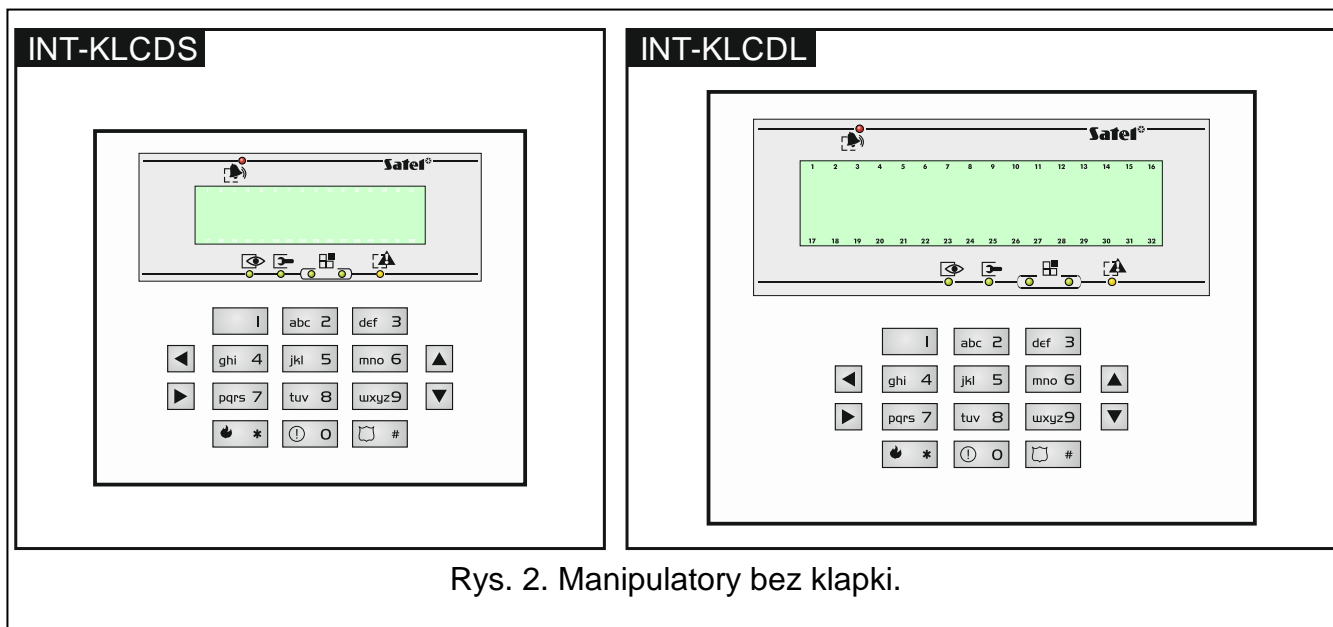 INT-KLCDS
Satel
1
abc 2
def 3
ghi 4
jkl 5
mno 6
pqrs 7
tuv 8
wxyz9
*
0
#
INT-KLCDL
Satel
1 2 3 4 5 6 7 8 9 10 11 12 13 14 15 16
17 18 19 20 21 22 23 24 25 26 27 28 29 30 31 32
1
abc 2
def 3
ghi 4
jkl 5
mno 6
pqrs 7
tuv 8
wxyz9
*
0
#
Rys. 2. Manipulatory bez klapki.